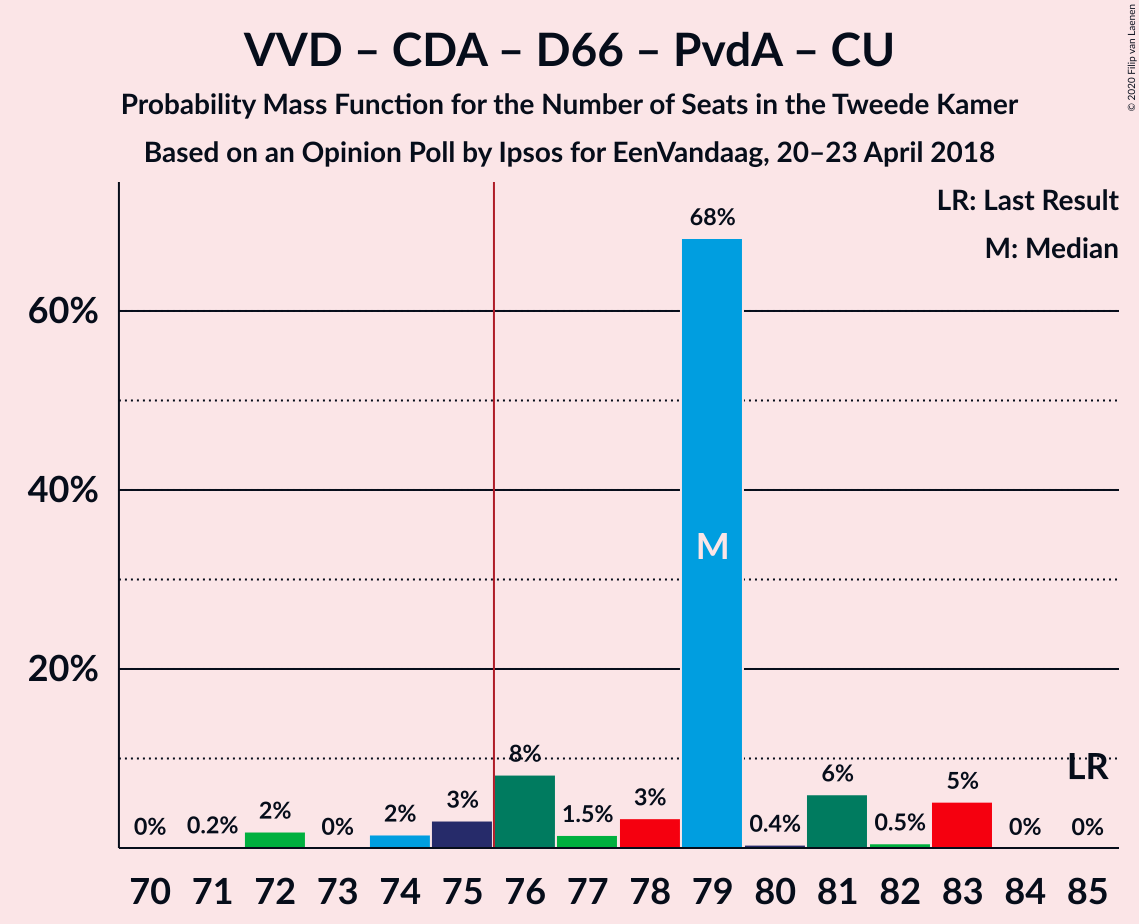 VVD – CDA – D66 – PvdA – CU
Probability Mass Function for the Number of Seats in the Tweede Kamer
Based on an Opinion Poll by Ipsos for EenVandaag, 20–23 April 2018
© 2020 Filip van Laenen
LR: Last Result
M: Median
60%
40%
20%
0% 0.2% 2% 0% 2% 3% 8% 1.5% 3% 68% 0.4% 6% 0.5% 5% 0% 0%
M
LR
70 71 72 73 74 75 76 77 78 79 80 81 82 83 84 85